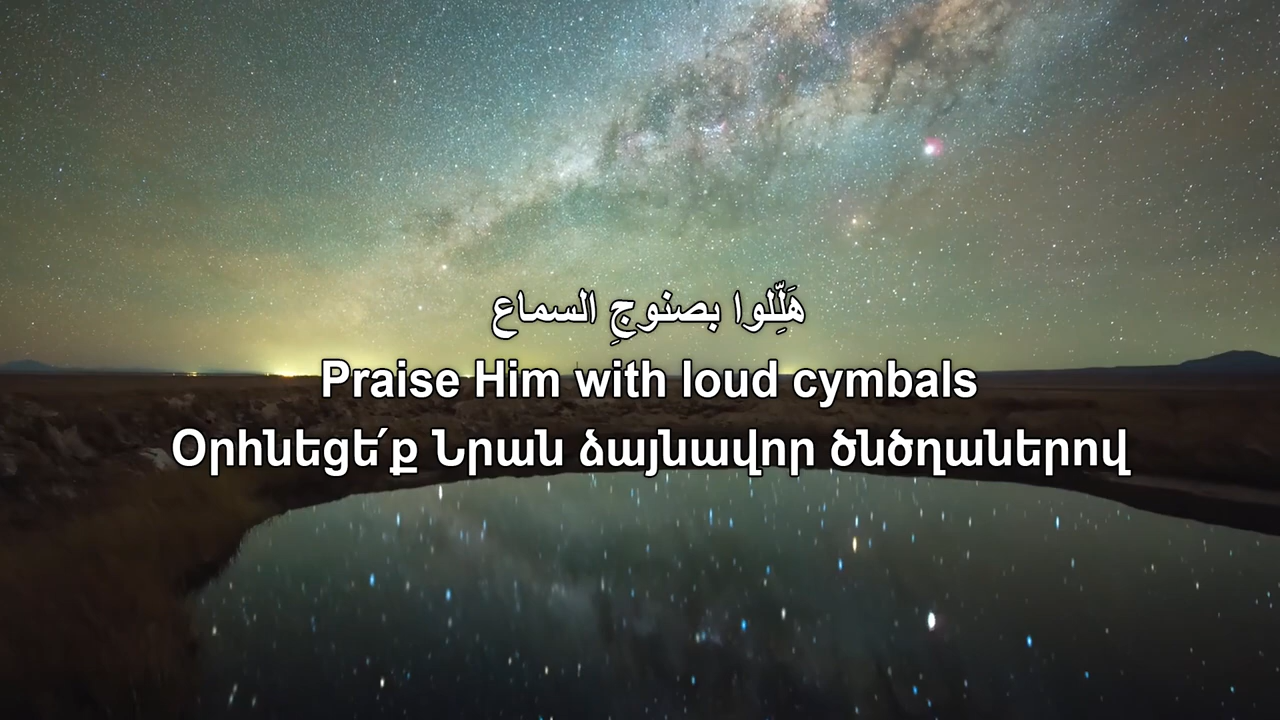 هَلِّلوا بصنوجِ السماع
Praise Him with loud cymbals
Օրհնեցե՛ք Նրան ձայնավոր ծնծղաներով